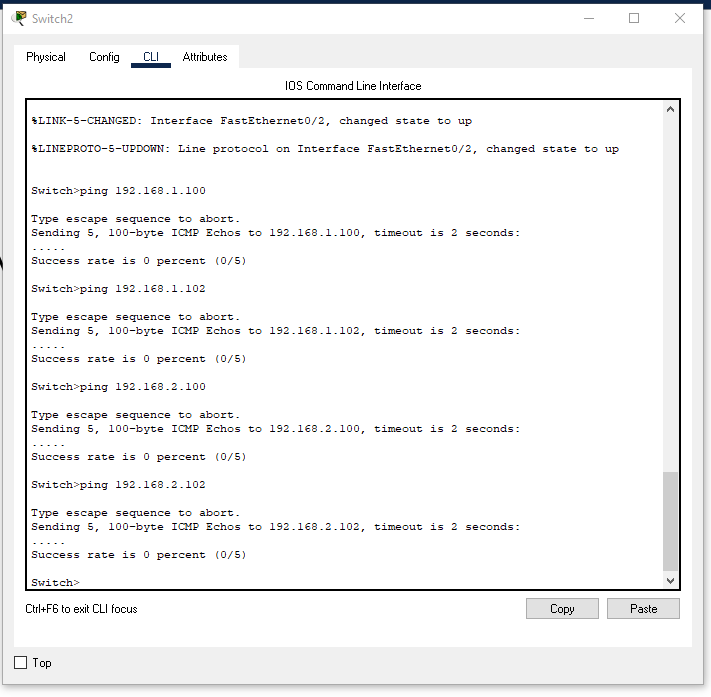 Switch2
Physical Config CLI Attributes
IOS Command Line Interface
%LINK-5-CHANGED: Interface FastEthernet0/2, changed state to up
%LINEPROTO-5-UPDOWN: Line protocol on Interface FastEthernet0/2, changed state to up
Switch>ping 192.168.1.100
Type escape sequence to abort.
Sending 5, 100-byte ICMP Echos to 192.168.1.100, timeout is 2 seconds:
.....
Success rate is 0 percent (0/5)
Switch>ping 192.168.1.102
Type escape sequence to abort.
Sending 5, 100-byte ICMP Echos to 192.168.1.102, timeout is 2 seconds:
.....
Success rate is 0 percent (0/5)
Switch>ping 192.168.2.100
Type escape sequence to abort.
Sending 5, 100-byte ICMP Echos to 192.168.2.100, timeout is 2 seconds:
.....
Success rate is 0 percent (0/5)
Switch>ping 192.168.2.102
Type escape sequence to abort.
Sending 5, 100-byte ICMP Echos to 192.168.2.102, timeout is 2 seconds:
.....
Success rate is 0 percent (0/5)
Switch>
Ctrl+F6 to exit CLI focus Copy Paste
Top